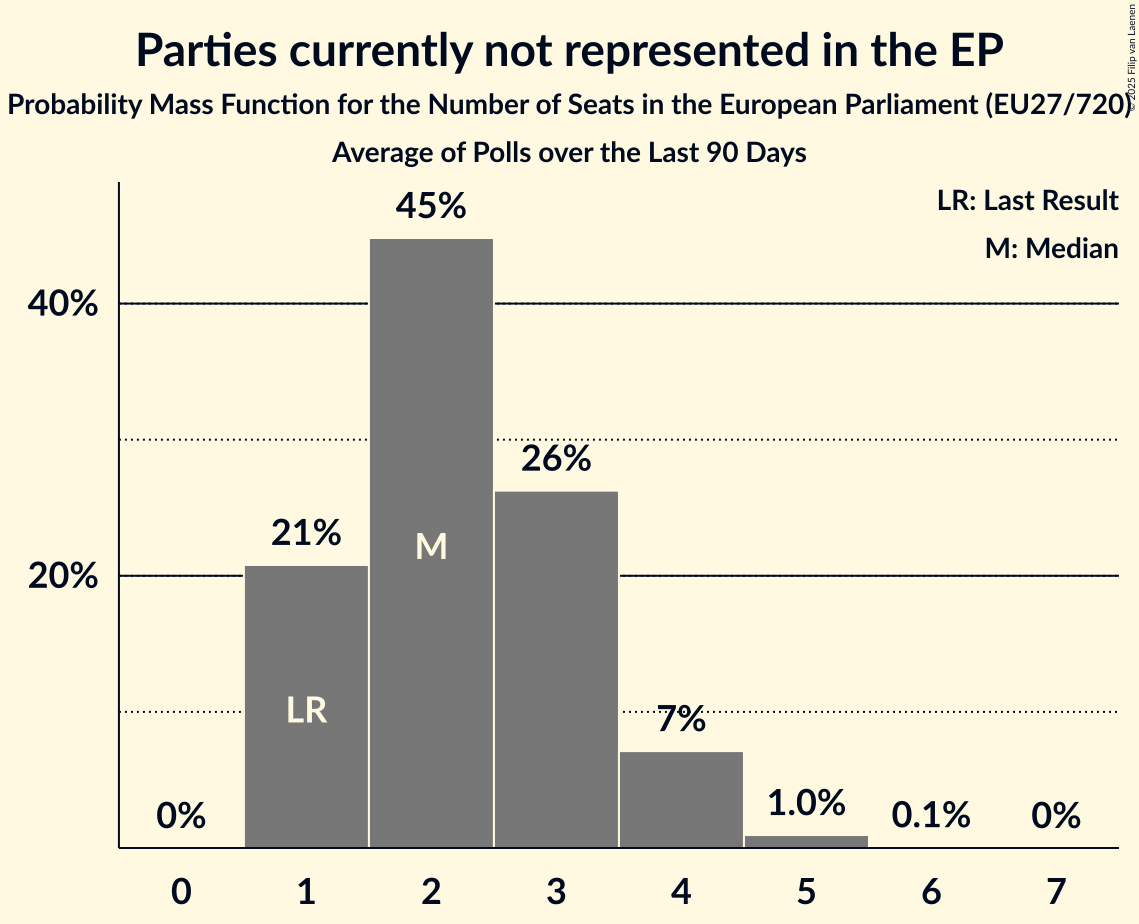 Parties currently not represented in the EP
Probability Mass Function for the Number of Seats in the European Parliament (EU27/720)
Average of Polls over the Last 90 Days
© 2025 Filip van Laenen
LR: Last Result
M: Median
45%
40%
26%
21%
M
20%
LR
7%
0%
1.0%
0.1%
0%
0 1 2 3 4 5 6 7